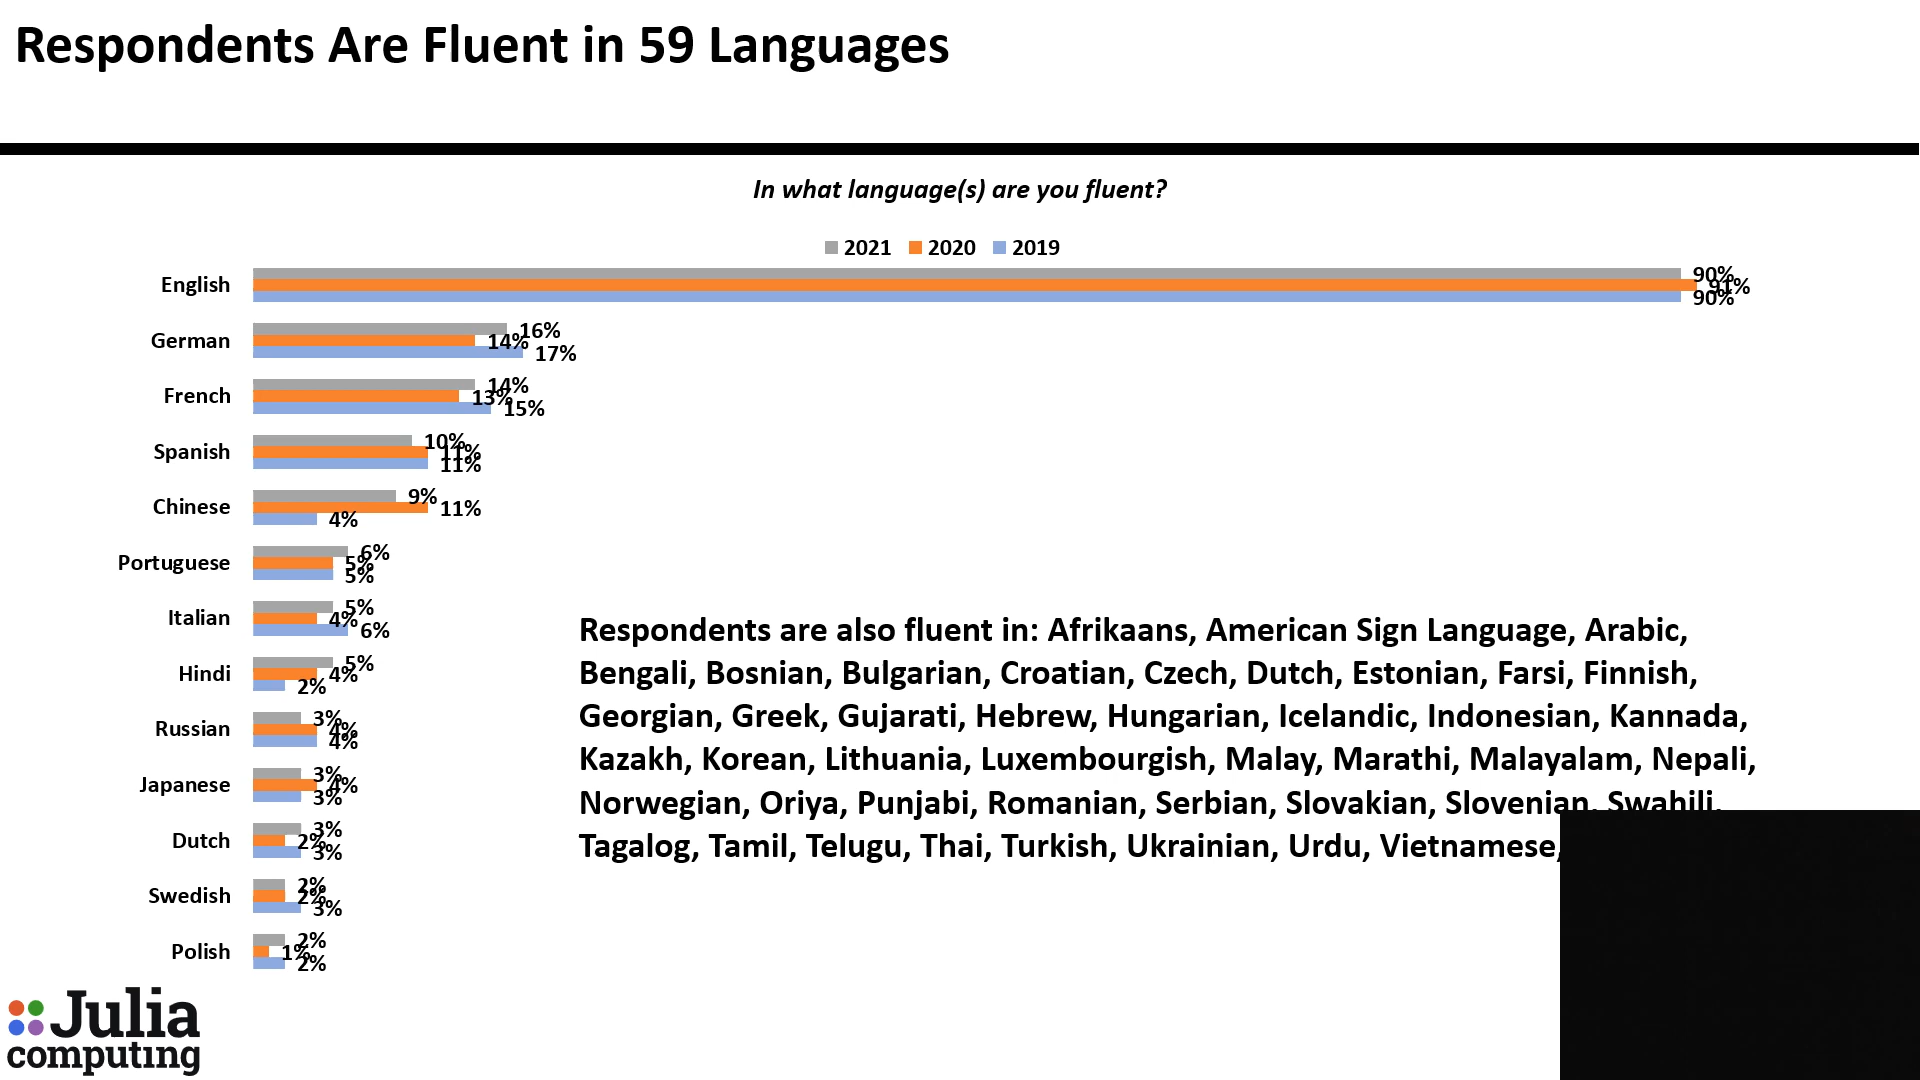 Respondents Are Fluent in 59 Languages
In what language(s) are you fluent?
2021 2020 2019
English 90% 91% 90%
German 16% 14% 17%
French 14% 13% 15%
Spanish 10% 11% 11%
Chinese 9% 11% 4%
Portuguese 6% 5% 5%
Italian 5% 4% 6%
Hindi 5% 4% 2%
Russian 3% 4% 4%
Japanese 3% 4% 3%
Dutch 3% 2% 3%
Swedish 2% 2% 3%
Polish 2% 1% 2%
Respondents are also fluent in: Afrikaans, American Sign Language, Arabic,
Bengali, Bosnian, Bulgarian, Croatian, Czech, Dutch, Estonian, Farsi, Finnish,
Georgian, Greek, Gujarati, Hebrew, Hungarian, Icelandic, Indonesian, Kannada,
Kazakh, Korean, Lithuania, Luxembourgish, Malay, Marathi, Malayalam, Nepali,
Norwegian, Oriya, Punjabi, Romanian, Serbian, Slovakian, Slovenian, Swahili,
Tagalog, Tamil, Telugu, Thai, Turkish, Ukrainian, Urdu, Vietnamese,
Julia
computing